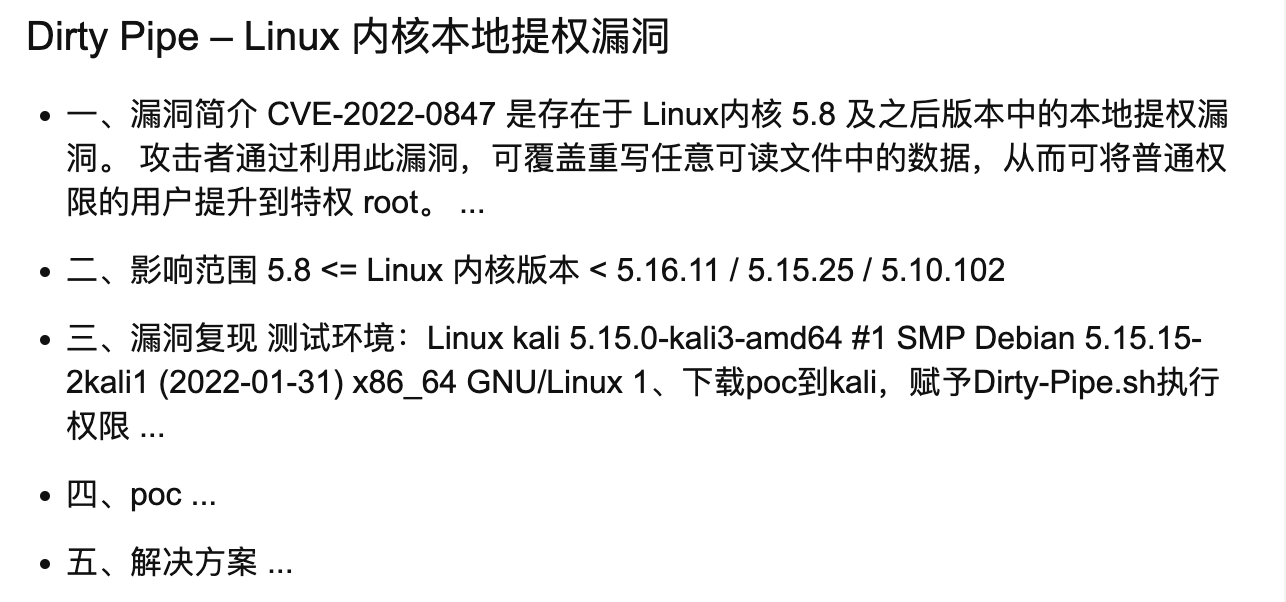 Dirty Pipe – Linux 内核本地提权漏洞
• 一、漏洞简介 CVE-2022-0847 是存在于 Linux内核 5.8 及之后版本中的本地提权漏
洞。 攻击者通过利用此漏洞，可覆盖重写任意可读文件中的数据，从而可将普通权
限的用户提升到特权 root。 ...
• 二、影响范围 5.8 <= Linux 内核版本 < 5.16.11 / 5.15.25 / 5.10.102
• 三、漏洞复现 测试环境：Linux kali 5.15.0-kali3-amd64 #1 SMP Debian 5.15.15-
2kali1 (2022-01-31) x86_64 GNU/Linux 1、下载poc到kali，赋予Dirty-Pipe.sh执行
权限 ...
• 四、poc ...
• 五、解决方案 ...